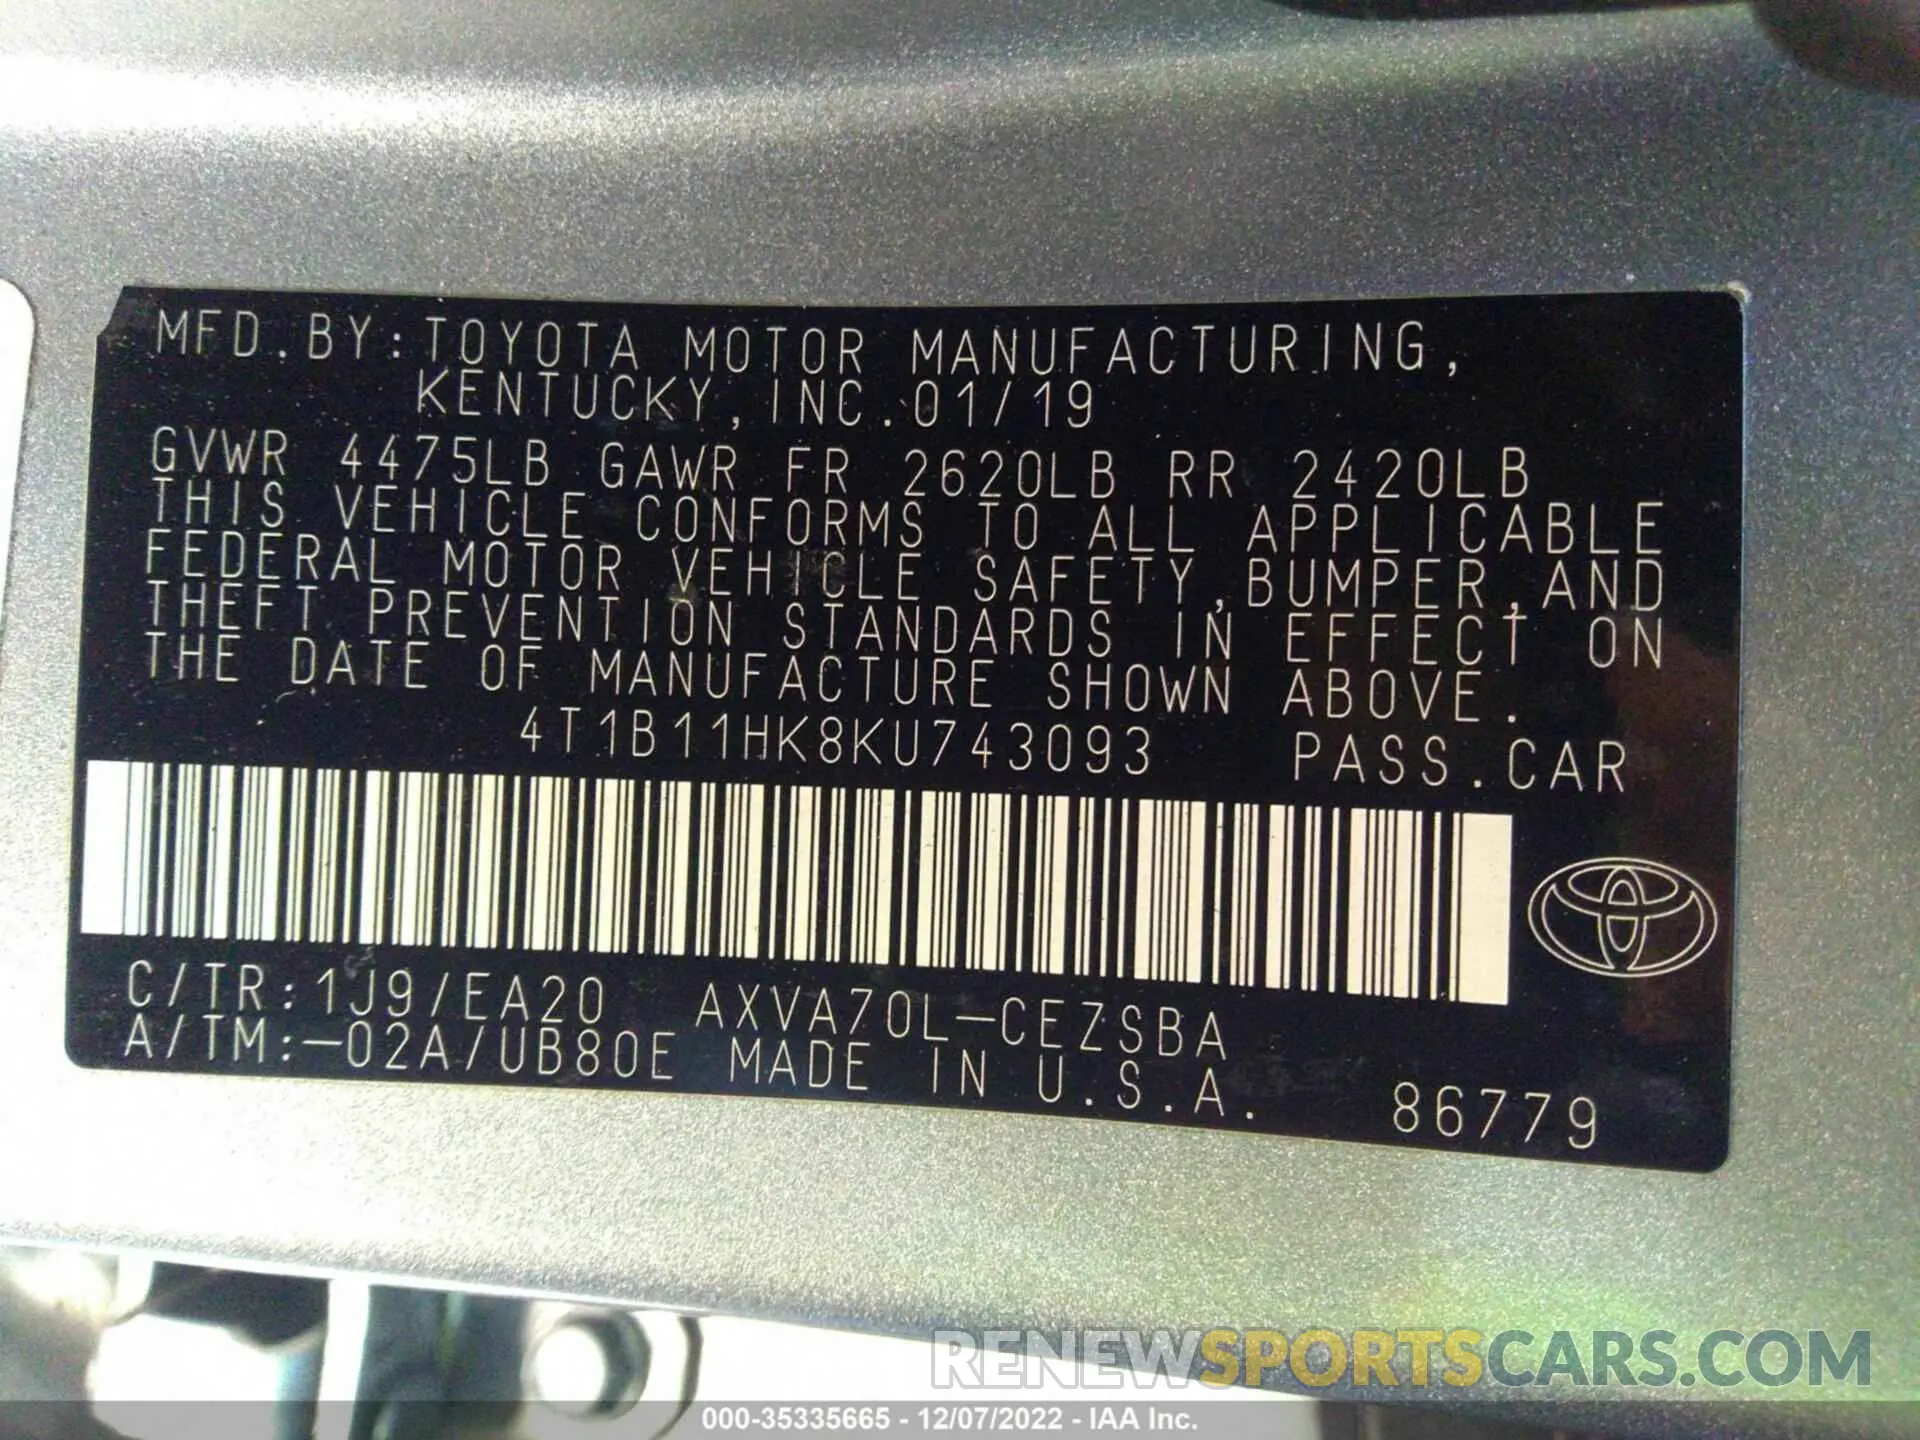 MFD.BY:TOYOTA MOTOR MANUFACTURING,
KENTUCKY,INC.01/19
GVWR 4475LB GAWR FR 2620LB RR 2420LB
THIS VEHICLE CONFORMS TO ALL APPLICABLE
FEDERAL MOTOR VEHICLE SAFETY,BUMPER,AND
THEFT PREVENTION STANDARDS IN EFFECT ON
THE DATE OF MANUFACTURE SHOWN ABOVE.
4T1B11HK8KU743093 PASS.CAR
C/TR:1J9/EA20 AXVA70L-CEZSBA
A/TM:-02A/UB80E MADE IN U.S.A.
86779
RENEWSPORTSCARS.COM
000-35335665 - 12/07/2022 - IAA Inc.